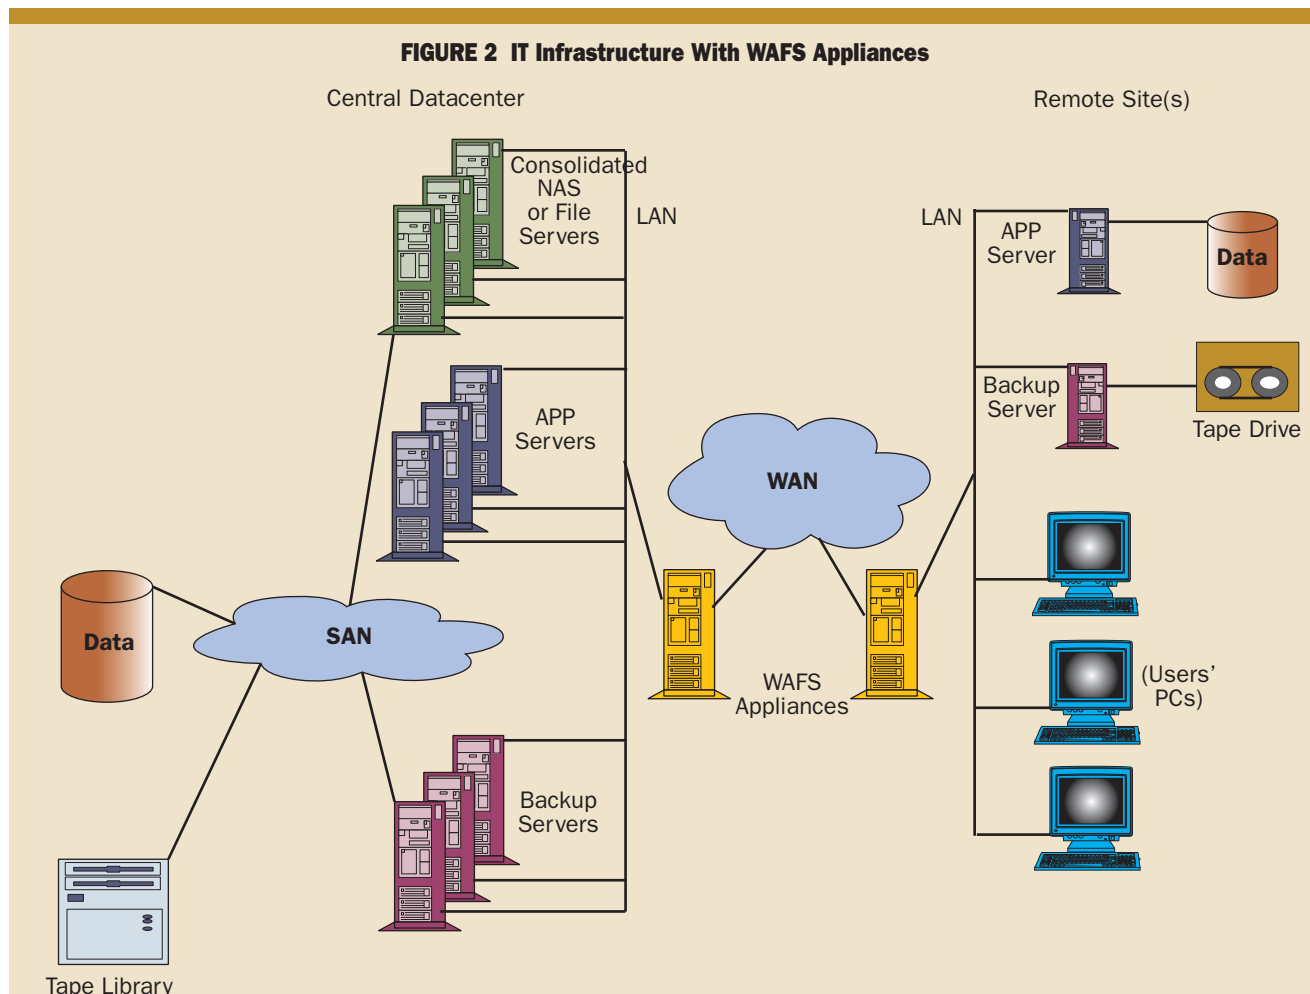 FIGURE 2 IT Infrastructure With WAFS Appliances
Central Datacenter
Remote Site(s)
Consolidated
NAS
or File
Servers
LAN
LAN
APP
Server
Data
Backup
Server
Tape Drive
APP
Servers
WAN
Data
SAN
WAFS
Appliances
(Users’
PCs)
Backup
Servers
Tape Library